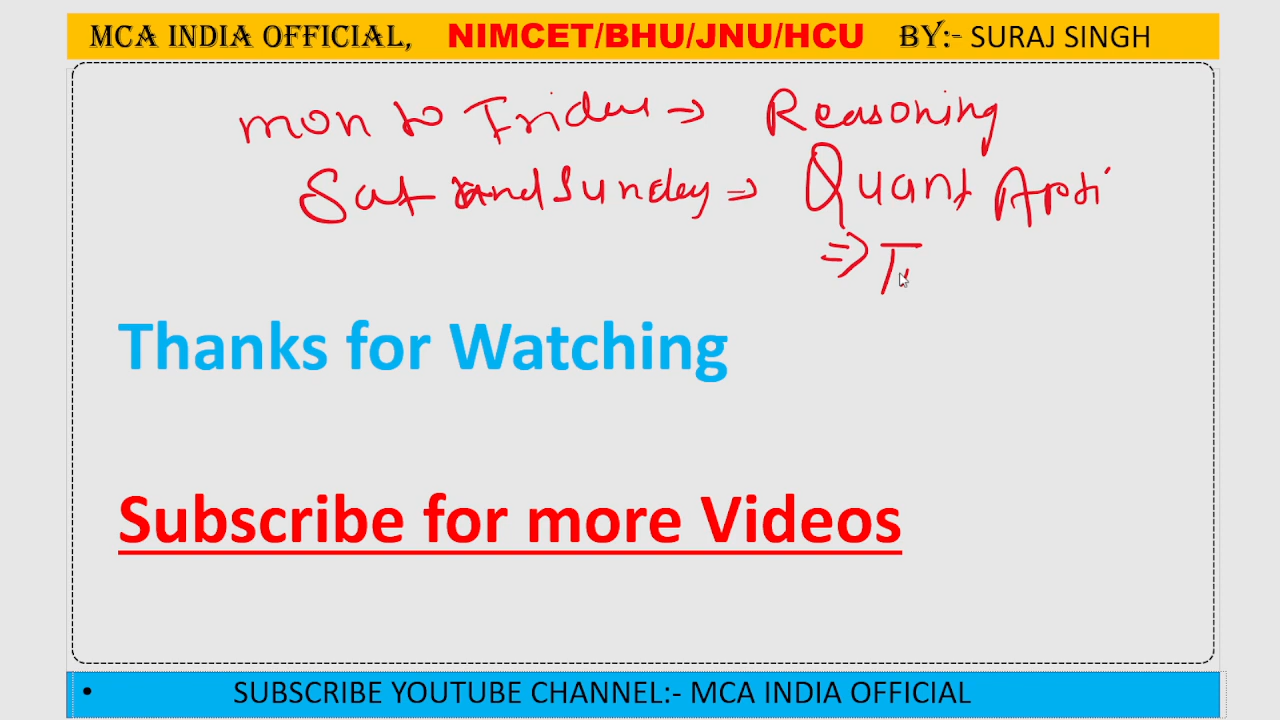 MCA INDIA OFFICIAL, NIMCET/BHU/JNU/HCU BY:- SURAJ SINGH
mon to Friday → Reasoning
Sat and Sunday ⇒ Quant Apti
⇒ T
Thanks for Watching
Subscribe for more Videos
• SUBSCRIBE YOUTUBE CHANNEL:- MCA INDIA OFFICIAL